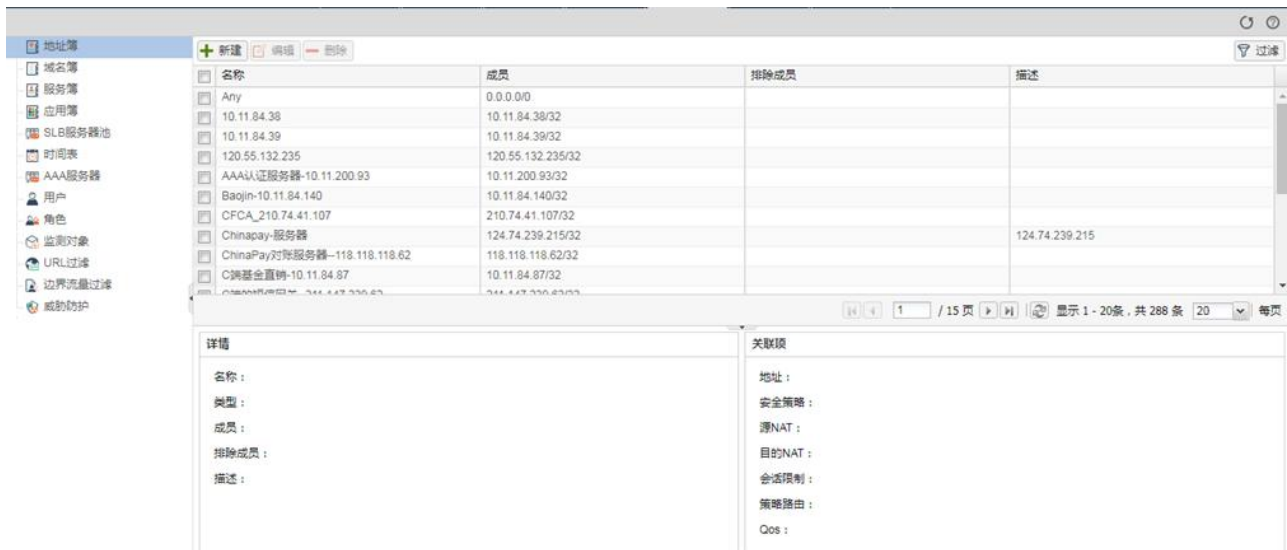 地址簿
域名簿
服务簿
应用簿
SLB服务器池
时间表
AAA服务器
用户
角色
监测对象
URL过滤
边界流量过滤
威胁防护
新建 编辑 删除 过滤
名称 成员 排除成员 描述
Any 0.0.0.0/0
10.11.84.38 10.11.84.38/32
10.11.84.39 10.11.84.39/32
120.55.132.235 120.55.132.235/32
AAA认证服务器-10.11.200.93 10.11.200.93/32
Baojin-10.11.84.140 10.11.84.140/32
CFCA_210.74.41.107 210.74.41.107/32
Chinapay-服务器 124.74.239.215/32 124.74.239.215
ChinaPay对账服务器--118.118.118.62 118.118.118.62/32
C端基金直销-10.11.84.87 10.11.84.87/32
1 / 15 页 显示 1 - 20条，共 288 条 20 每页
详情
名称：
类型：
成员：
排除成员：
描述：
关联项
地址：
安全策略：
源NAT：
目的NAT：
会话限制：
策略路由：
Qos：